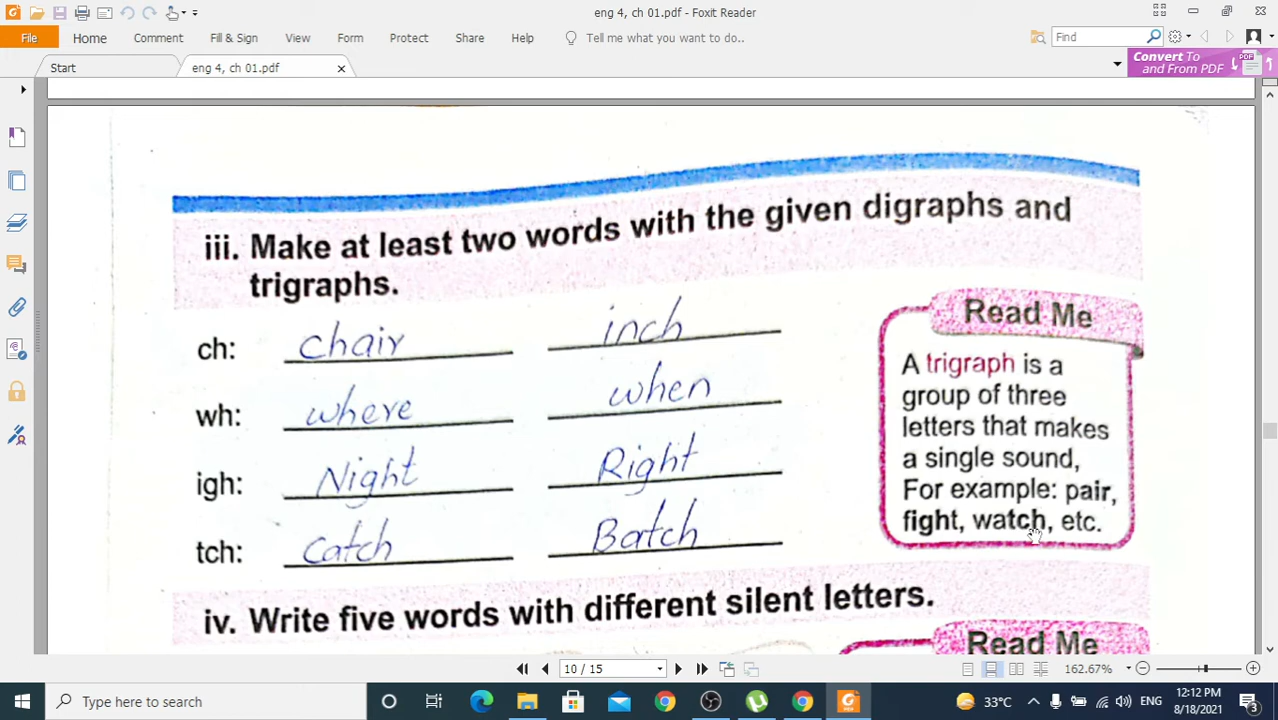 eng 4, ch 01.pdf - Foxit Reader
File Home Comment Fill & Sign View Form Protect Share Help Tell me what you want to do.. Find
Start eng 4, ch 01.pdf
Convert To
and From PDF
PDF
iii. Make at least two words with the given digraphs and
trigraphs.
ch: chair inch
wh: where when
igh: Night Right
tch: catch Batch
Read Me
A trigraph is a
group of three
letters that makes
a single sound,
For example: pair,
fight, watch, etc.
iv. Write five words with different silent letters.
Read Me
10 / 15 162.67%
Type here to search
33°C ENG 12:12 PM
8/18/2021
3